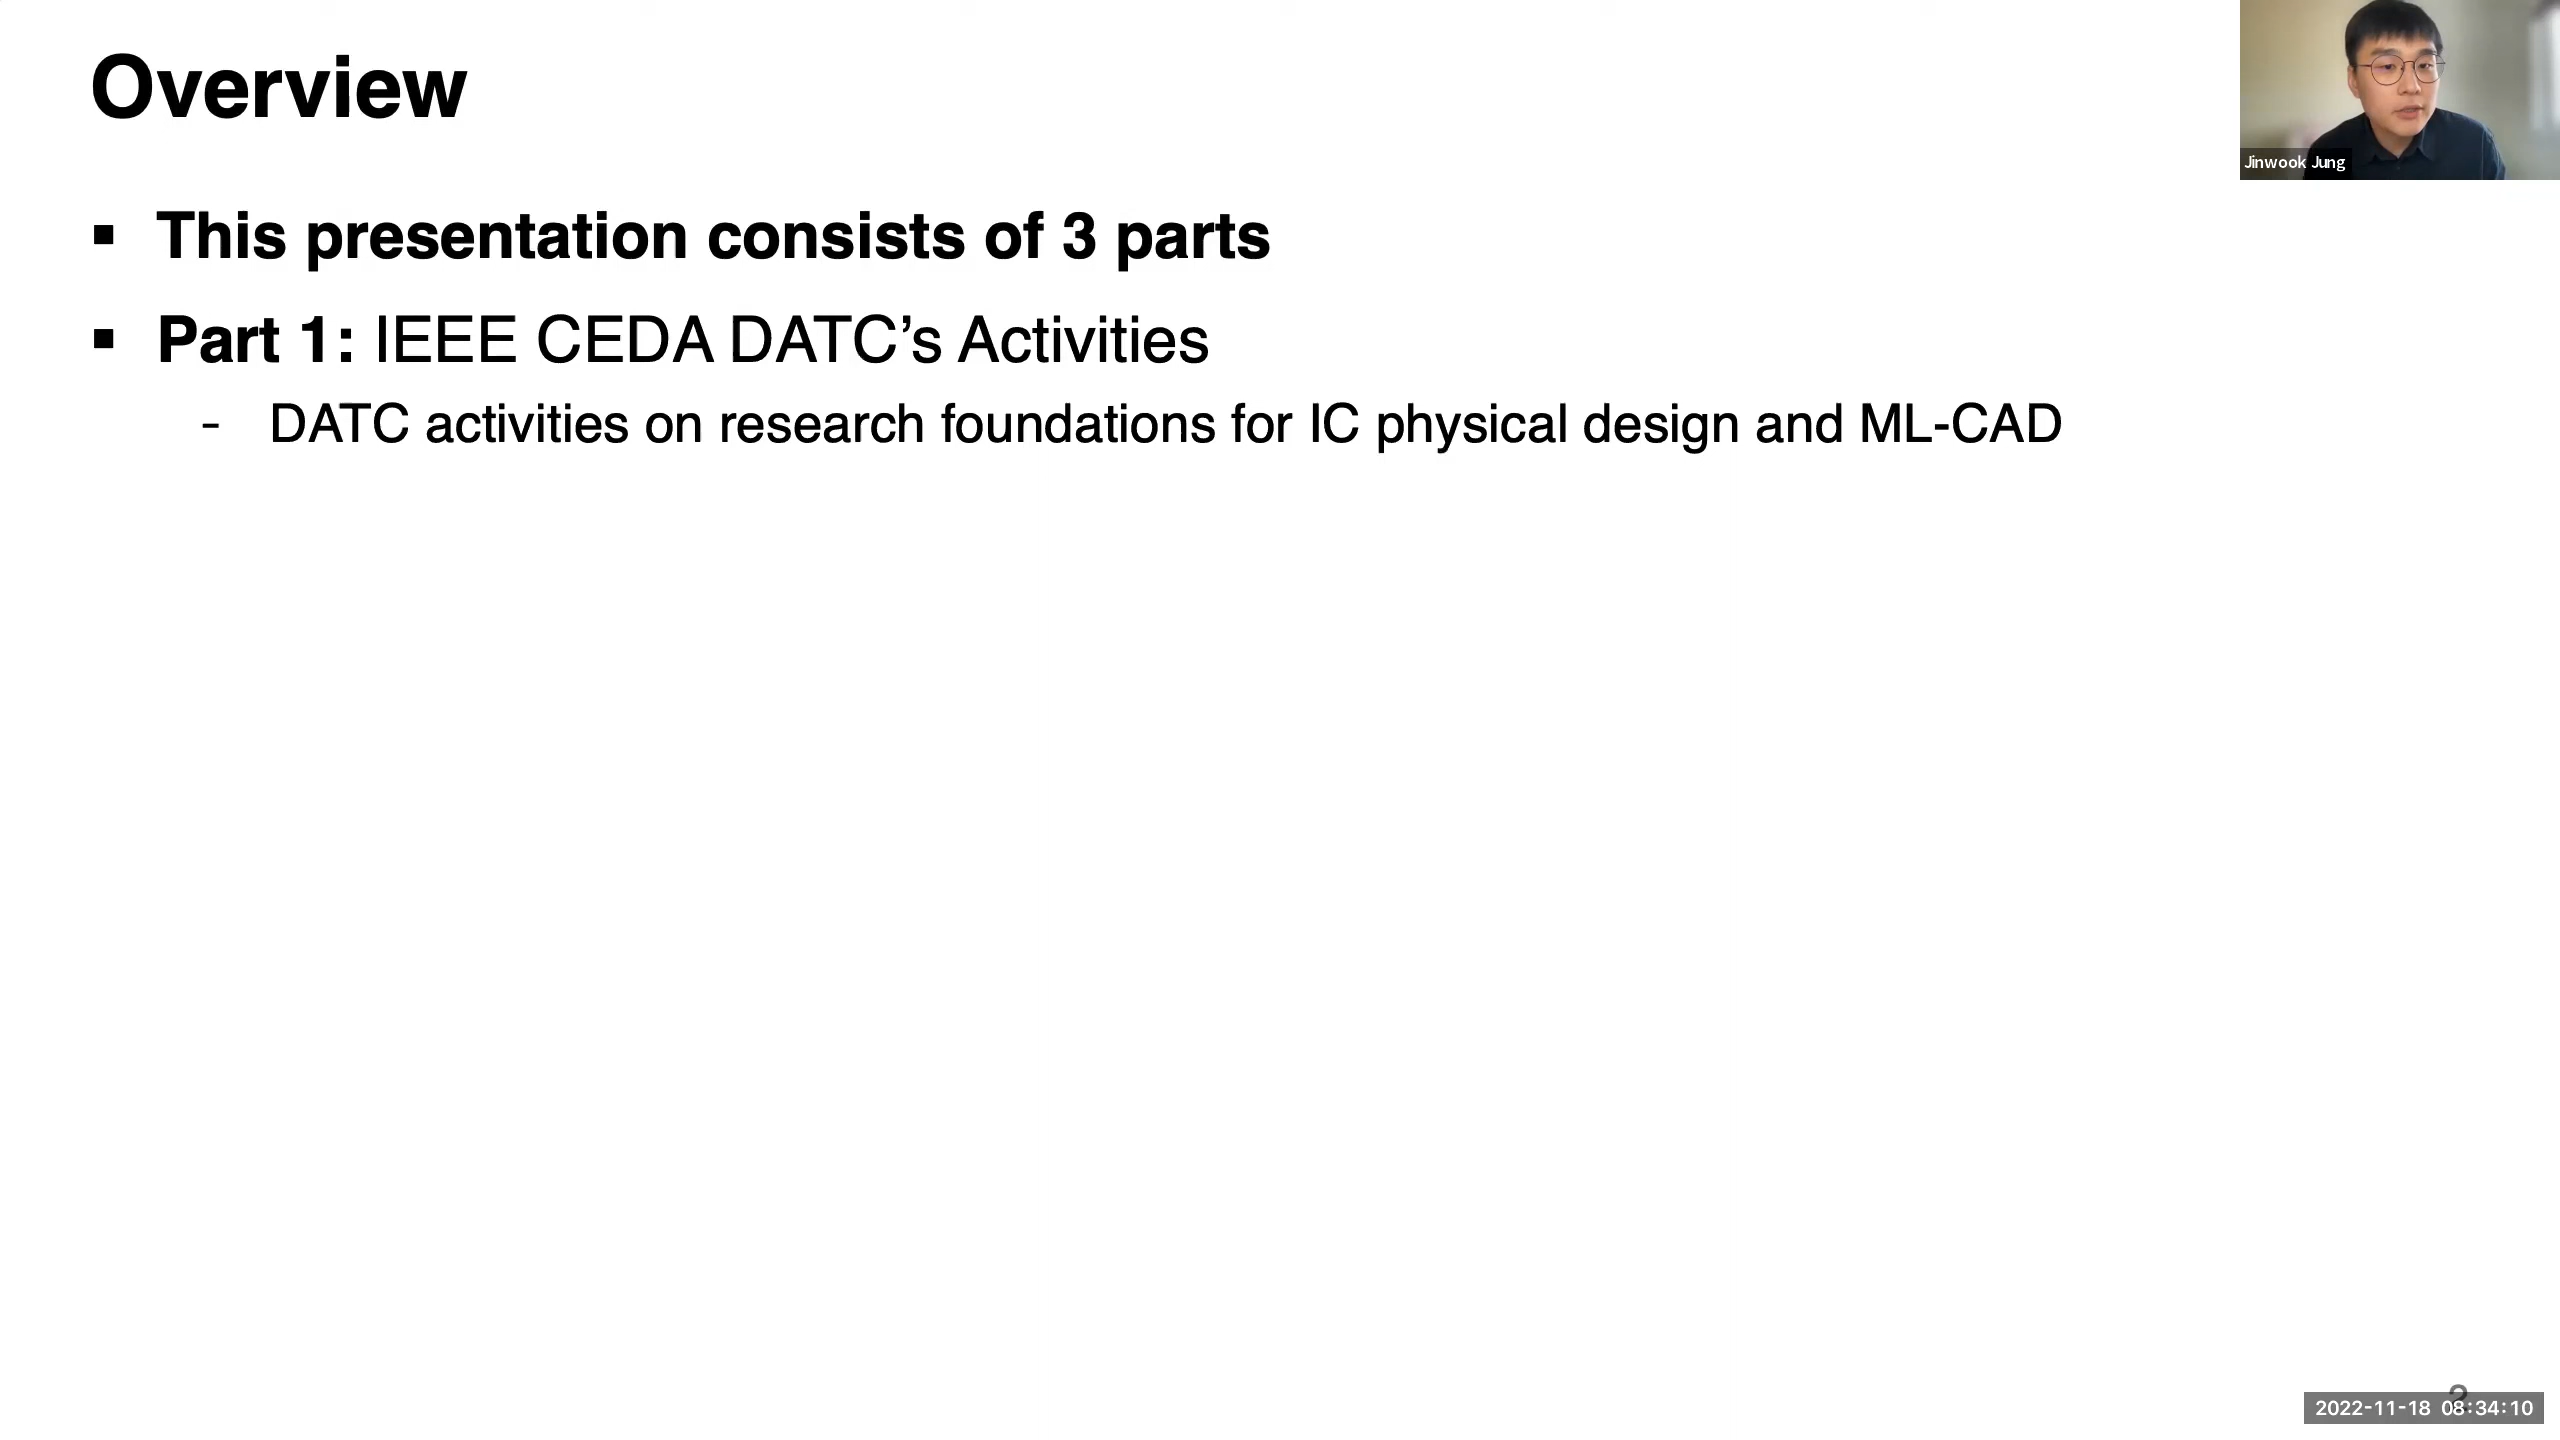 Overview
Jinwook Jung
▪ This presentation consists of 3 parts
▪ Part 1: IEEE CEDA DATC’s Activities
- DATC activities on research foundations for IC physical design and ML-CAD
2022-11-18 08:34:10